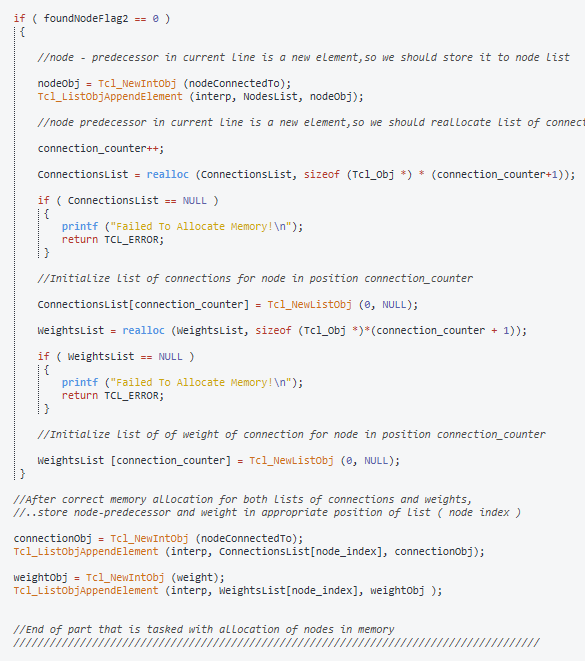 if ( foundNodeFlag2 == 0 )
{
//node - predecessor in current line is a new element,so we should store it to node list
nodeObj = Tcl_NewIntObj (nodeConnectedTo);
Tcl_ListObjAppendElement (interp, NodesList, nodeObj);
//node predecessor in current line is a new element,so we should reallocate list of connect
connection_counter++;
ConnectionsList = realloc (ConnectionsList, sizeof (Tcl_Obj *) * (connection_counter+1));
if ( ConnectionsList == NULL )
{
printf ("Failed To Allocate Memory!\n");
return TCL_ERROR;
}
//Initialize list of connections for node in position connection_counter
ConnectionsList[connection_counter] = Tcl_NewListObj (0, NULL);
WeightsList = realloc (WeightsList, sizeof (Tcl_Obj *)*(connection_counter + 1));
if ( WeightsList == NULL )
{
printf ("Failed To Allocate Memory!\n");
return TCL_ERROR;
}
//Initialize list of of weight of connection for node in position connection_counter
WeightsList [connection_counter] = Tcl_NewListObj (0, NULL);
}
//After correct memory allocation for both lists of connections and weights,
//..store node-predecessor and weight in appropriate position of list ( node index )
connectionObj = Tcl_NewIntObj (nodeConnectedTo);
Tcl_ListObjAppendElement (interp, ConnectionsList[node_index], connectionObj);
weightObj = Tcl_NewIntObj (weight);
Tcl_ListObjAppendElement (interp, WeightsList[node_index], weightObj );
//End of part that is tasked with allocation of nodes in memory
////////////////////////////////////////////////////////////////////////////////////////